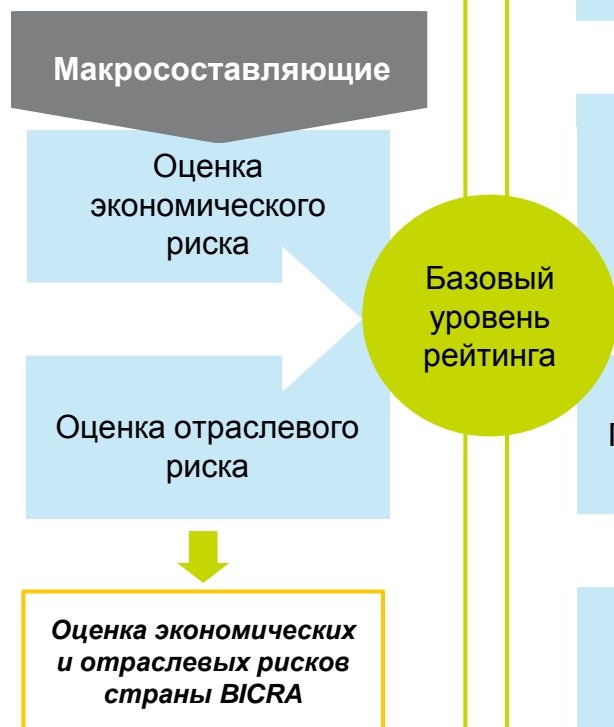 Макросоставляющие
Оценка
экономического
риска
Базовый
уровень
рейтинга
Оценка отраслевого
риска
Оценка экономических
и отраслевых рисков
страны BICRA